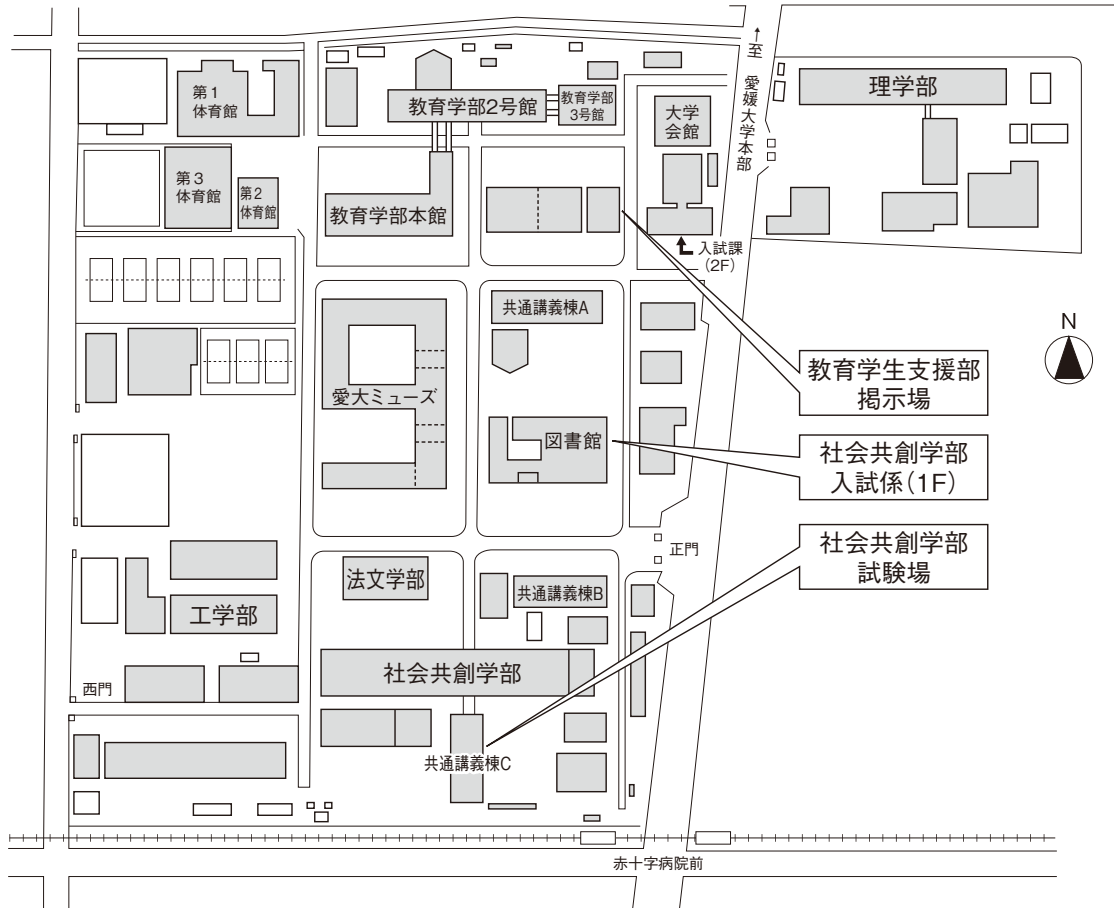 ↑至 愛媛大学本部
第1
体育館
教育学部2号館
教育学部
3号館
大学
会館
理学部
第3
体育館
第2
体育館
教育学部本館
入試課
(2F)
共通講義棟A
N
教育学生支援部
掲示場
愛大ミューズ
図書館
社会共創学部
入試係(1F)
正門
社会共創学部
試験場
法文学部
共通講義棟B
工学部
社会共創学部
西門
共通講義棟C
赤十字病院前